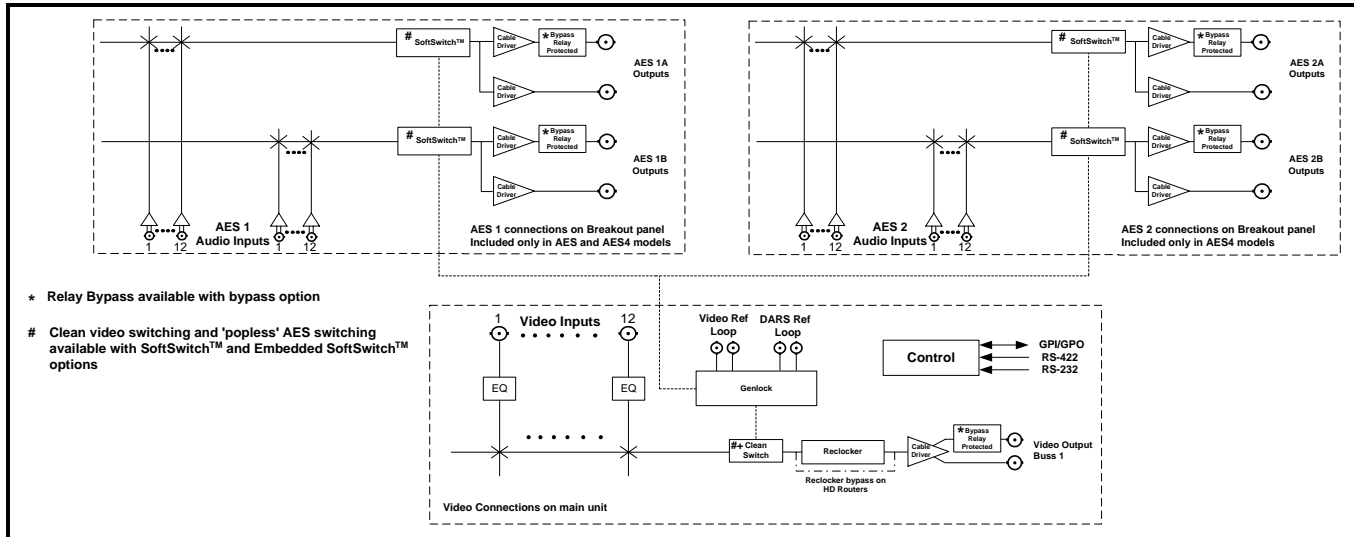 # SoftSwitch™
Cable Driver
* Bypass Relay Protected
AES 1A Outputs
Cable Driver
# SoftSwitch™
Cable Driver
* Bypass Relay Protected
AES 1B Outputs
Cable Driver
AES 1 Audio Inputs
1 12 1 12
AES 1 connections on Breakout panel
Included only in AES and AES4 models
# SoftSwitch™
Cable Driver
* Bypass Relay Protected
AES 2A Outputs
Cable Driver
# SoftSwitch™
Cable Driver
* Bypass Relay Protected
AES 2B Outputs
Cable Driver
AES 2 Audio Inputs
1 12 1 12
AES 2 connections on Breakout panel
Included only in AES4 models
* Relay Bypass available with bypass option
# Clean video switching and 'popless' AES switching
available with SoftSwitch™ and Embedded SoftSwitch™
options
1 Video Inputs 12
EQ EQ
Video Ref Loop
DARS Ref Loop
Genlock
Control
GPI/GPO
RS-422
RS-232
#+ Clean Switch
Reclocker
Reclocker bypass on
HD Routers
Cable Driver
* Bypass Relay Protected
Video Output
Buss 1
Video Connections on main unit